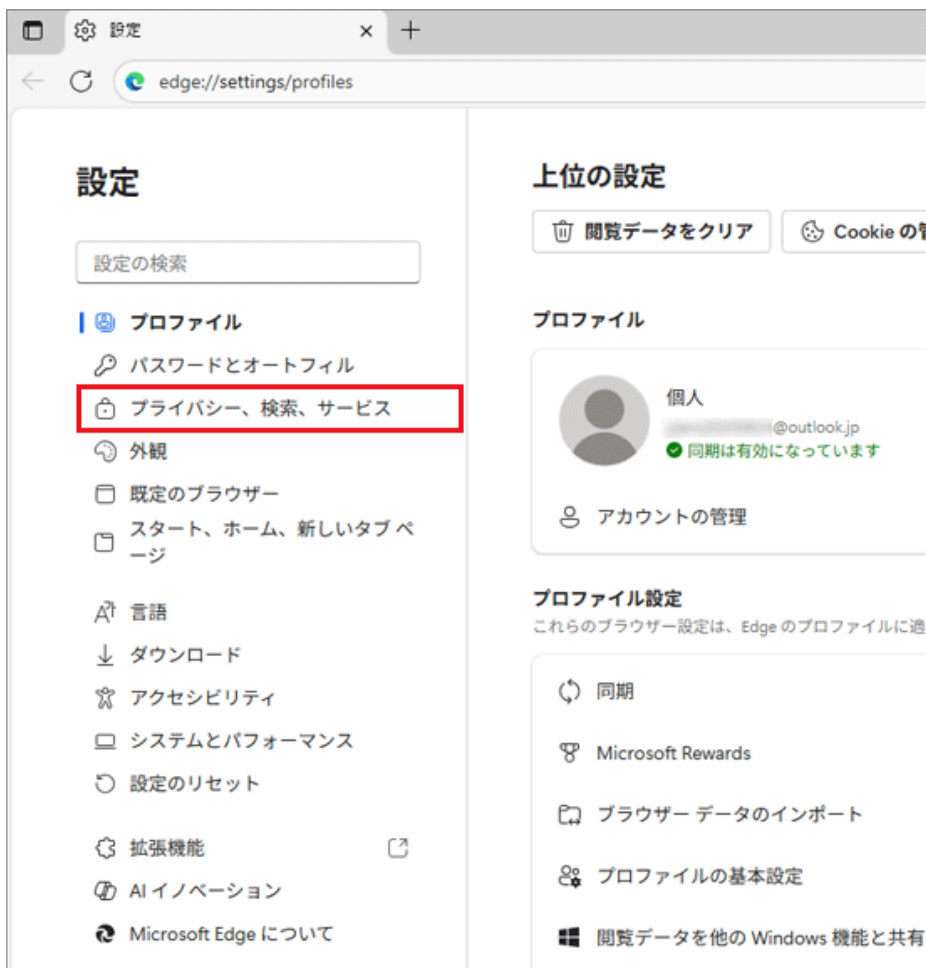 設定
edge://settings/profiles
設定
設定の検索
プロファイル
パスワードとオートフィル
プライバシー、検索、サービス
外観
既定のブラウザー
スタート、ホーム、新しいタブ ペ
ージ
言語
ダウンロード
アクセシビリティ
システムとパフォーマンス
設定のリセット
拡張機能
AI イノベーション
Microsoft Edge について
上位の設定
閲覧データをクリア
Cookie の
プロファイル
個人
@outlook.jp
同期は有効になっています
アカウントの管理
プロファイル設定
これらのブラウザー設定は、Edge のプロファイルに適
同期
Microsoft Rewards
ブラウザー データのインポート
プロファイルの基本設定
閲覧データを他の Windows 機能と共有